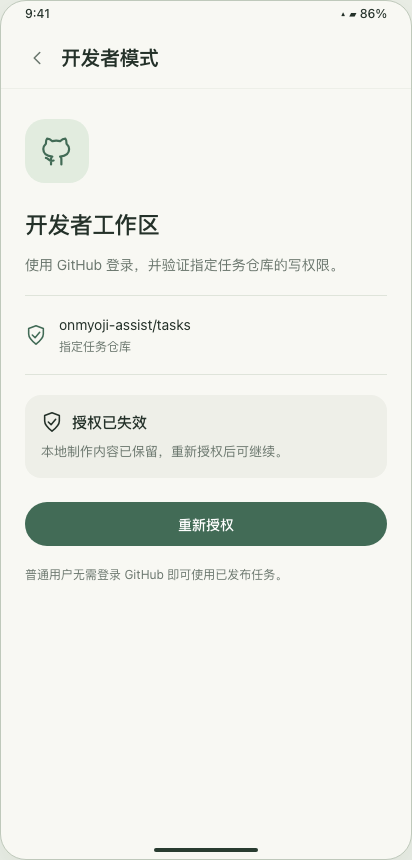 9:41
86%
开发者模式
开发者工作区
使用 GitHub 登录，并验证指定任务仓库的写权限。
onmyoji-assist/tasks
指定任务仓库
授权已失效
本地制作内容已保留，重新授权后可继续。
重新授权
普通用户无需登录 GitHub 即可使用已发布任务。